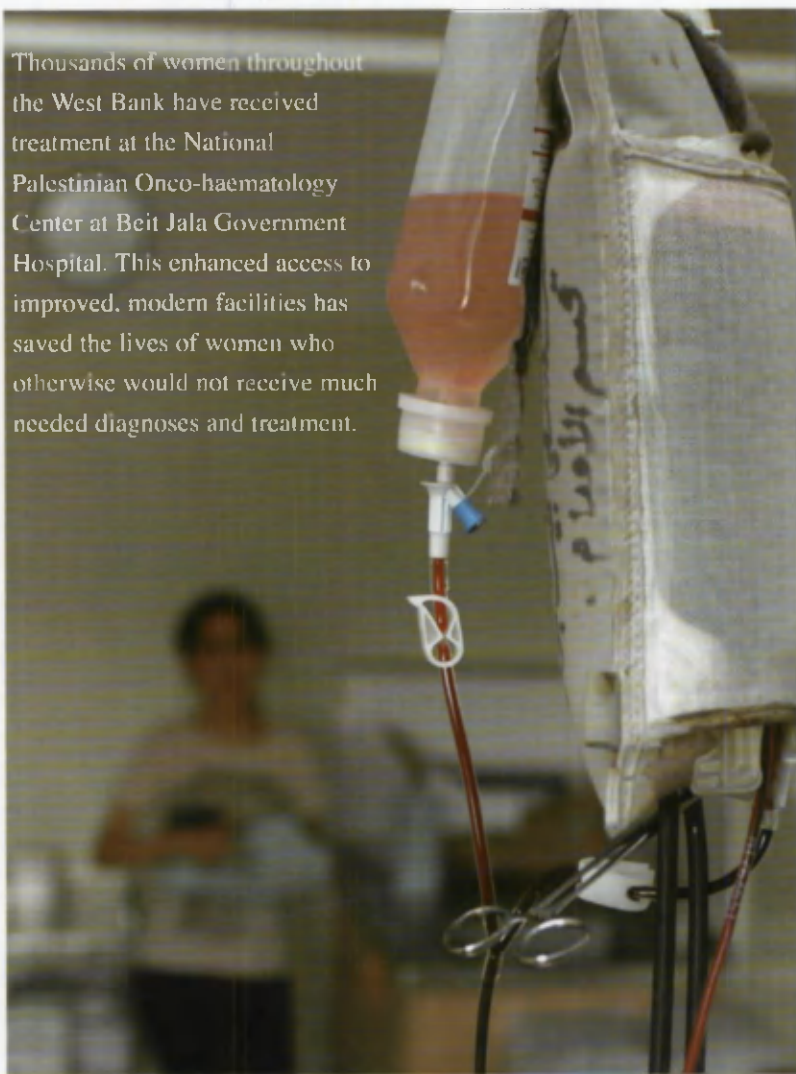 Thousands of women throughout
the West Bank have received
treatment at the National
Palestinian Onco-haematology
Center at Beit Jala Government
Hospital. This enhanced access to
improved, modern facilities has
saved the lives of women who
otherwise would not receive much
needed diagnoses and treatment.
قسم الأعصاب